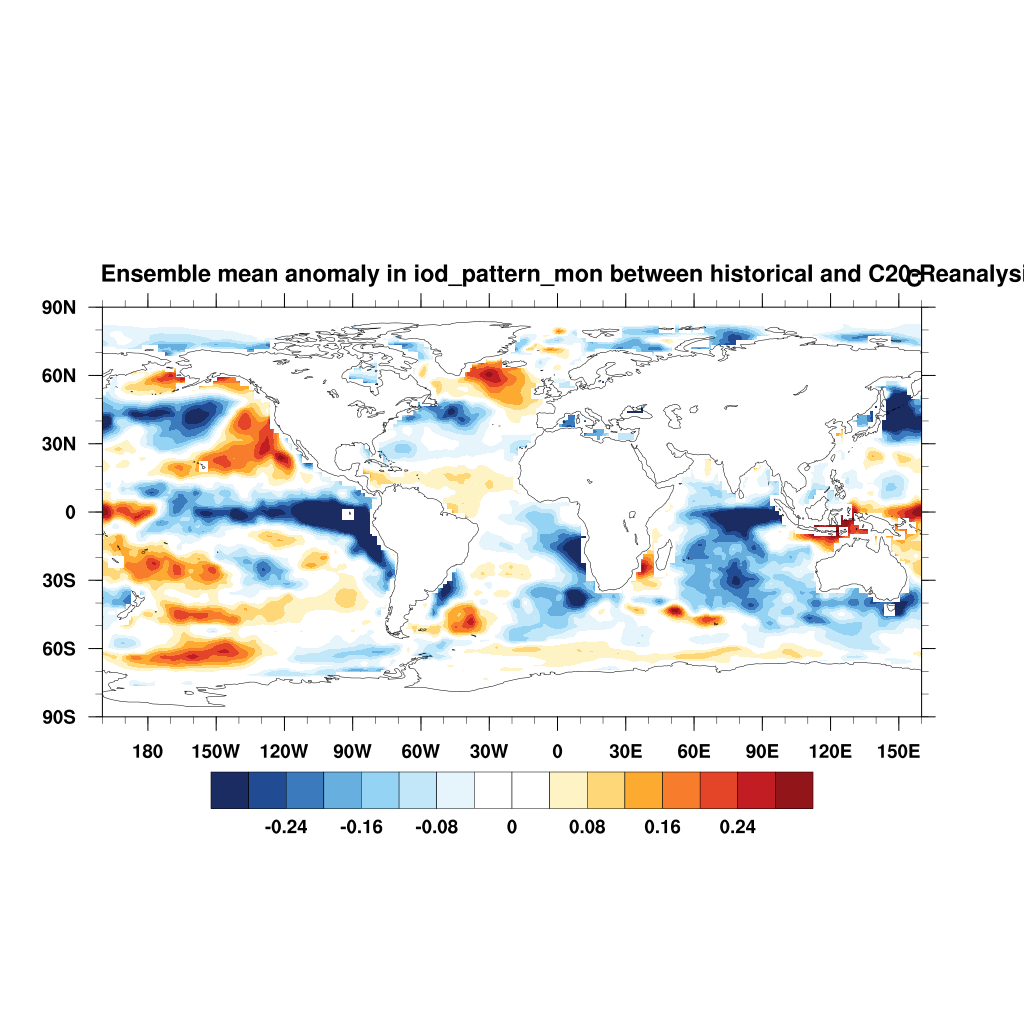 Ensemble mean anomaly in iod_pattern_mon between historical and C20-Reanalysi
C
90N
60N
30N
0
30S
60S
90S
180 150W 120W 90W 60W 30W 0 30E 60E 90E 120E 150E
-0.24 -0.16 -0.08 0 0.08 0.16 0.24